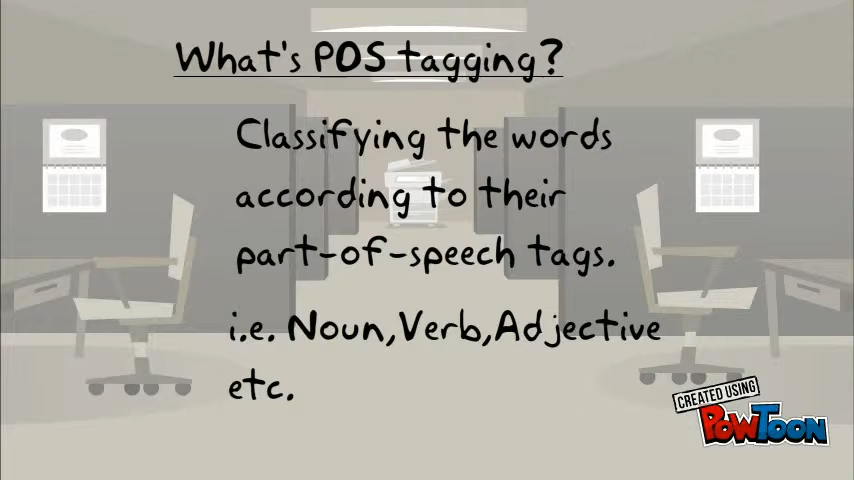 What's POS tagging?
Classifying the words
according to their
part-of-speech tags.
i.e. Noun,Verb,Adjective
etc.
CREATED USING
POWTOON